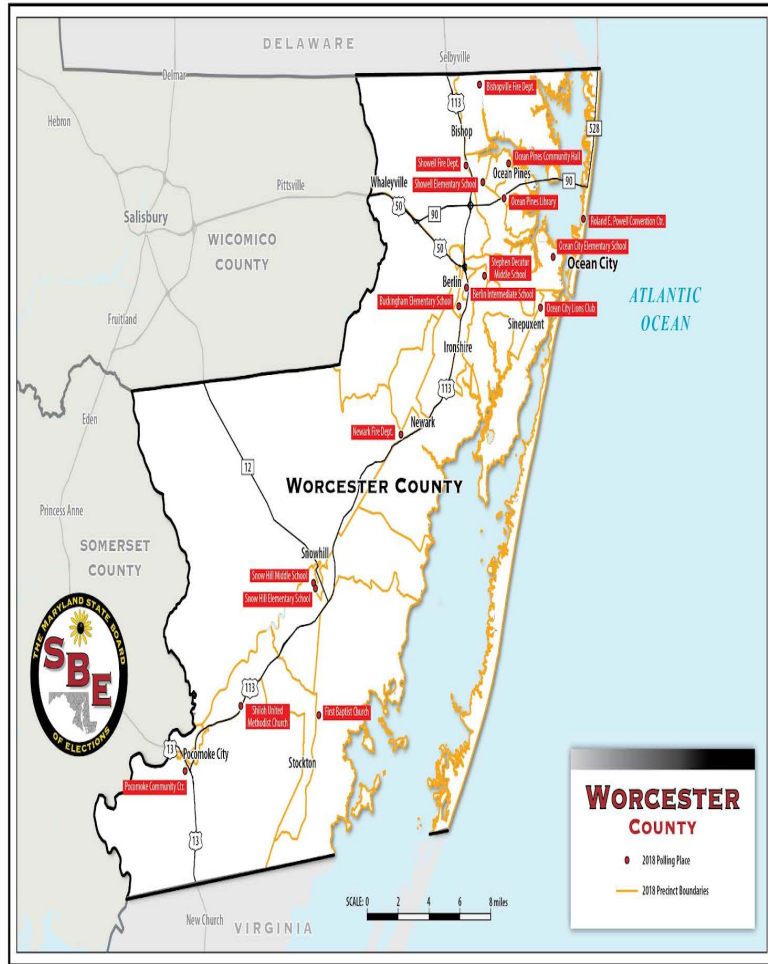 DELAWARE
Selbyville
Delmar
Bishopville Fire Dept.
113
Hebron
528
Bishop
Ocean Pines Community Hall
Showell Fire Dept.
Ocean Pines
Showell Elementary School
90
Whaleyville
Pittsville
Ocean Pines Library
50
90
Salisbury
Roland E. Powell Convention Ctr.
WICOMICO
COUNTY
50
Ocean City Elementary School
Stephen Decatur
Middle School
Ocean City
Berlin
Berlin Intermediate School
Buckingham Elementary School
Ocean City Lions Club
ATLANTIC
OCEAN
Fruitland
Sinepuxent
Ironshire
113
Eden
Newark
Newark Fire Dept.
12
WORCESTER COUNTY
Princess Anne
SOMERSET
COUNTY
Snowhill
Snow Hill Middle School
Snow Hill Elementary School
THE MARYLAND STATE BOARD
SBE
OF ELECTIONS
113
Shiloh United
Methodist Church
First Baptist Church
13
Pocomoke City
Stockton
Pocomoke Community Ctr.
13
WORCESTER
COUNTY
2018 Polling Place
2018 Precinct Boundaries
SCALE: 0 2 4 6 8 miles
New Church
VIRGINIA